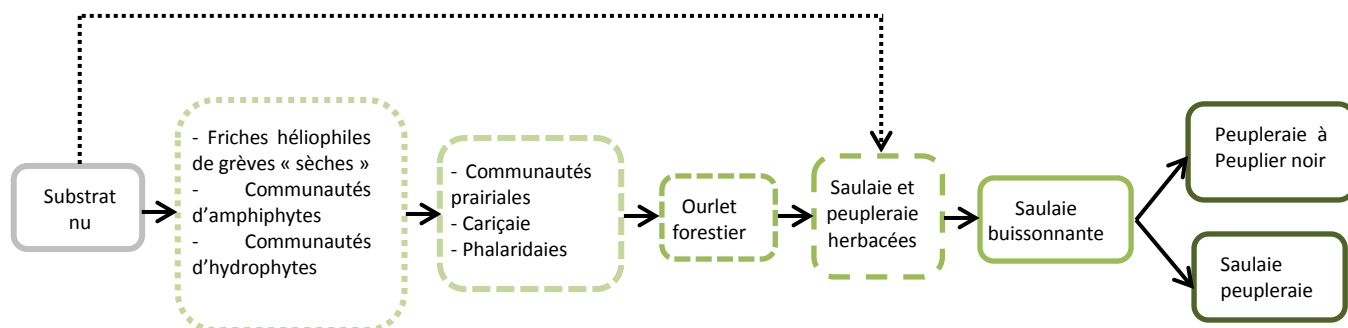 Substrat
nu
- Friches héliophiles
de grèves « sèches »
- Communautés
d'amphiphytes
- Communautés
d'hydrophytes
- Communautés
prairiales
- Cariçaie
- Phalaridaies
Ourlet
forestier
Saulaie et
peupleraie
herbacées
Saulaie
buissonnante
Peupleraie à
Peuplier noir
Saulaie
peupleraie